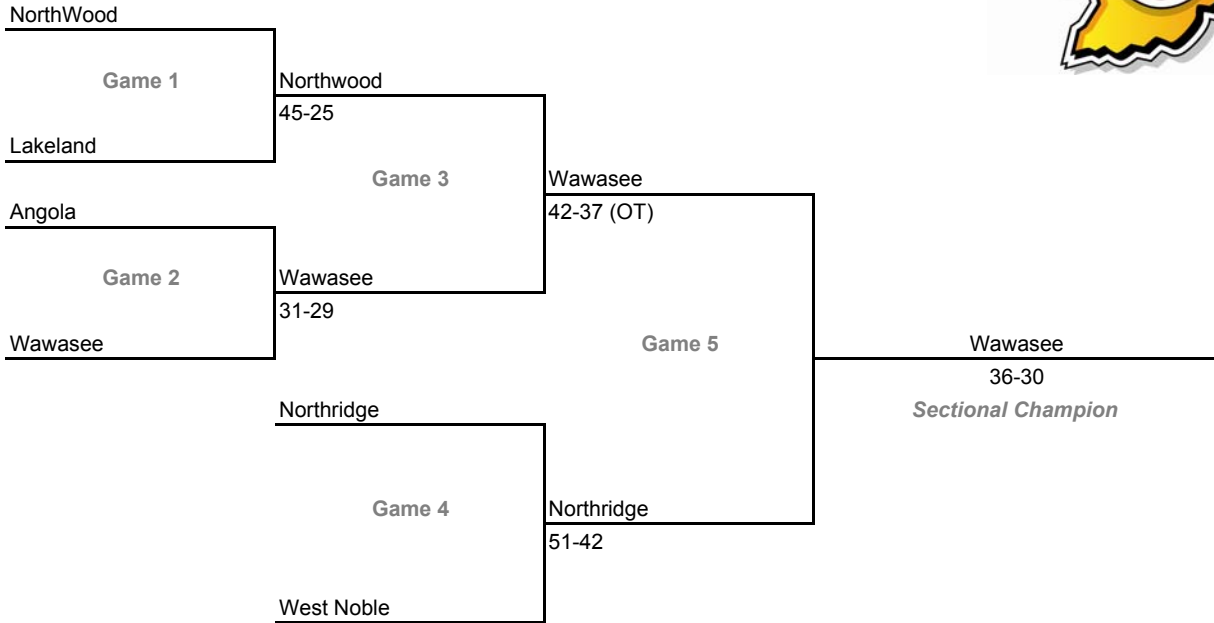 NorthWood
Game 1
Northwood
45-25
Lakeland
Game 3
Wawasee
42-37 (OT)
Angola
Game 2
Wawasee
31-29
Wawasee
Game 5
Wawasee
36-30
Sectional Champion
Northridge
Game 4
Northridge
51-42
West Noble